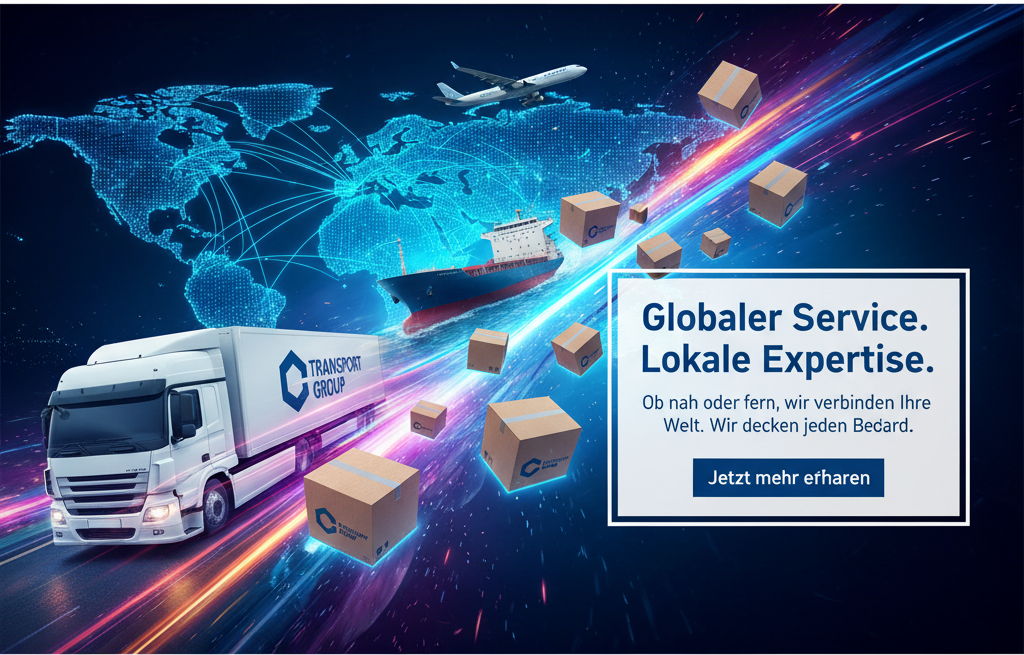 TRANSPORT
GROUP
Globaler Service.
Lokale Expertise.
Ob nah oder fern, wir verbinden Ihre
Welt. Wir decken jeden Bedard.
Jetzt mehr erharen